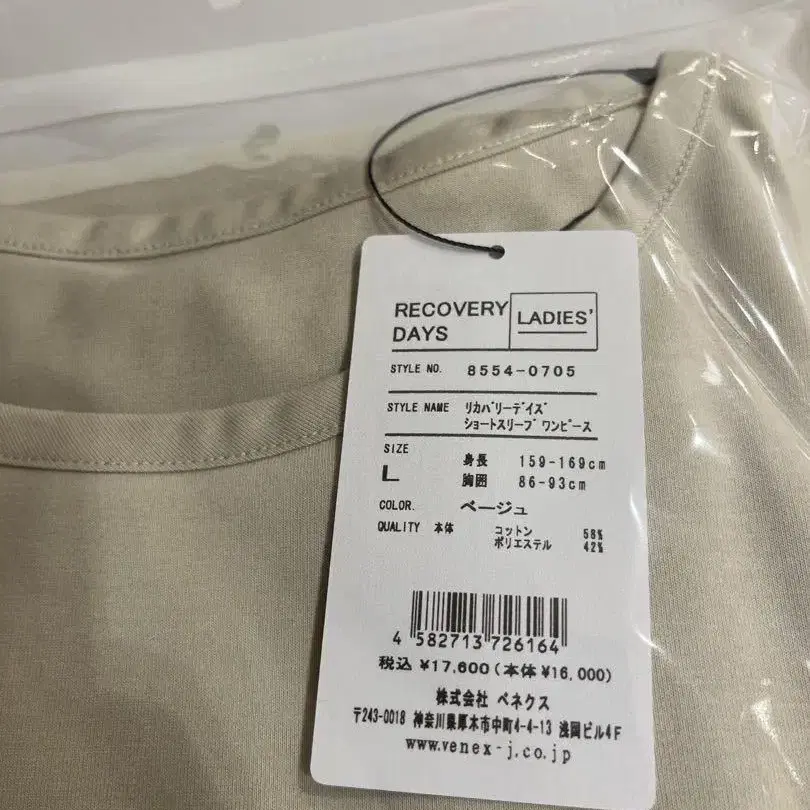 RECOVERY DAYS
LADIES'
STYLE NO. 8554-0705
STYLE NAME リカバリーデイズ
ショートスリーブワンピース
SIZE
L
身長 159-169cm
胸囲 86-93cm
COLOR. ベージュ
QUALITY 本体 コットン 58%
ポリエステル 42%
4 582713 726164
税込 ¥17,600(本体¥16,000)
株式会社 ベネクス
〒243-0018 神奈川県厚木市中町4-4-13 浅岡ビル4F
www.venex-j.co.jp